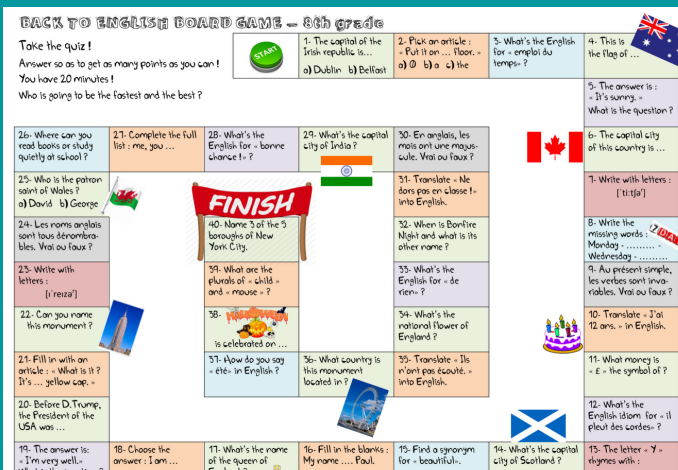 BACK TO ENGLISH BOARD GAME – 8th grade
Take the quiz !
Answer so as to get as many points as you can !
You have 20 minutes !
Who is going to be the fastest and the best ?
START
1- The capital of the
Irish republic is...
a) Dublin b) Belfast
2- Pick an article :
« Put it on ... floor. »
a) Ø b) a c) the
3- What's the English
for « emploi du
temps» ?
4- This is
the flag of ...
5- The answer is :
« It's sunny. »
What is the question ?
6- The capital city
of this country is ...
7- Write with letters :
[ˈtiːtʃəʳ]
8- Write the
missing words :
Monday - ......... -
Wednesday - .........
7 DA
9- Au présent simple,
les verbes sont inva-
riables. Vrai ou faux ?
10- Translate « J'ai
12 ans. » in English.
11- What money is
« £ » the symbol of ?
12- What's the
English idiom for « il
pleut des cordes» ?
13- The letter « Y »
rhymes with :
14- What's the capital
city of Scotland ?
15- Find a synonym
for « beautiful».
16- Fill in the blanks :
My name .... Paul.
17- What's the name
of the queen of
18- Choose the
answer : I am ...
19- The answer is:
« I'm very well.»
20- Before D.Trump,
the President of the
USA was ...
21- Fill in with an
article : « What is it ?
It's ... yellow cap. »
22- Can you name
this monument ?
23- Write with
letters :
[ıˈreızəʳ]
24- Les noms anglais
sont tous dénombra-
bles. Vrai ou faux ?
25- Who is the patron
saint of Wales ?
a) David b) George
26- Where can you
read books or study
quietly at school ?
27- Complete the full
list : me, you ...
28- What's the
English for « bonne
chance !» ?
29- What's the capital
city of India ?
30- En anglais, les
mois ont une majus-
cule. Vrai ou faux ?
31- Translate « Ne
dors pas en classe !»
into English.
32- When is Bonfire
Night and what is its
other name ?
33- What's the
English for « de
rien» ?
34- What's the
national flower of
England ?
35- Translate « Ils
n'ont pas écouté. »
into English.
36- What country is
this monument
located in ?
37- How do you say
« été» in English ?
38-
HALLOWEEN
is celebrated on ...
39- What are the
plurals of « child »
and « mouse » ?
40- Name 3 of the 5
boroughs of New
York City.
FINISH